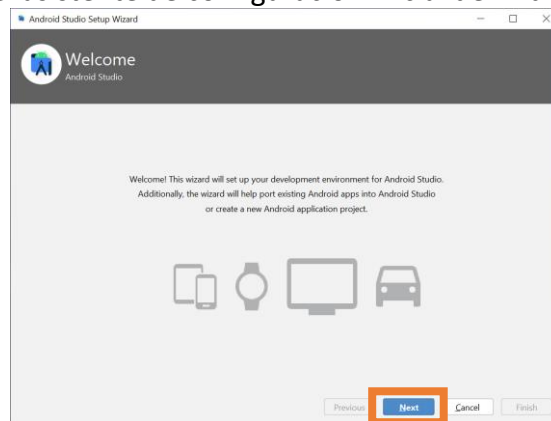 Android Studio Setup Wizard
Welcome
Android Studio
Welcome! This wizard will set up your development environment for Android Studio.
Additionally, the wizard will help port existing Android apps into Android Studio
or create a new Android application project.
Previous Next Cancel Finish